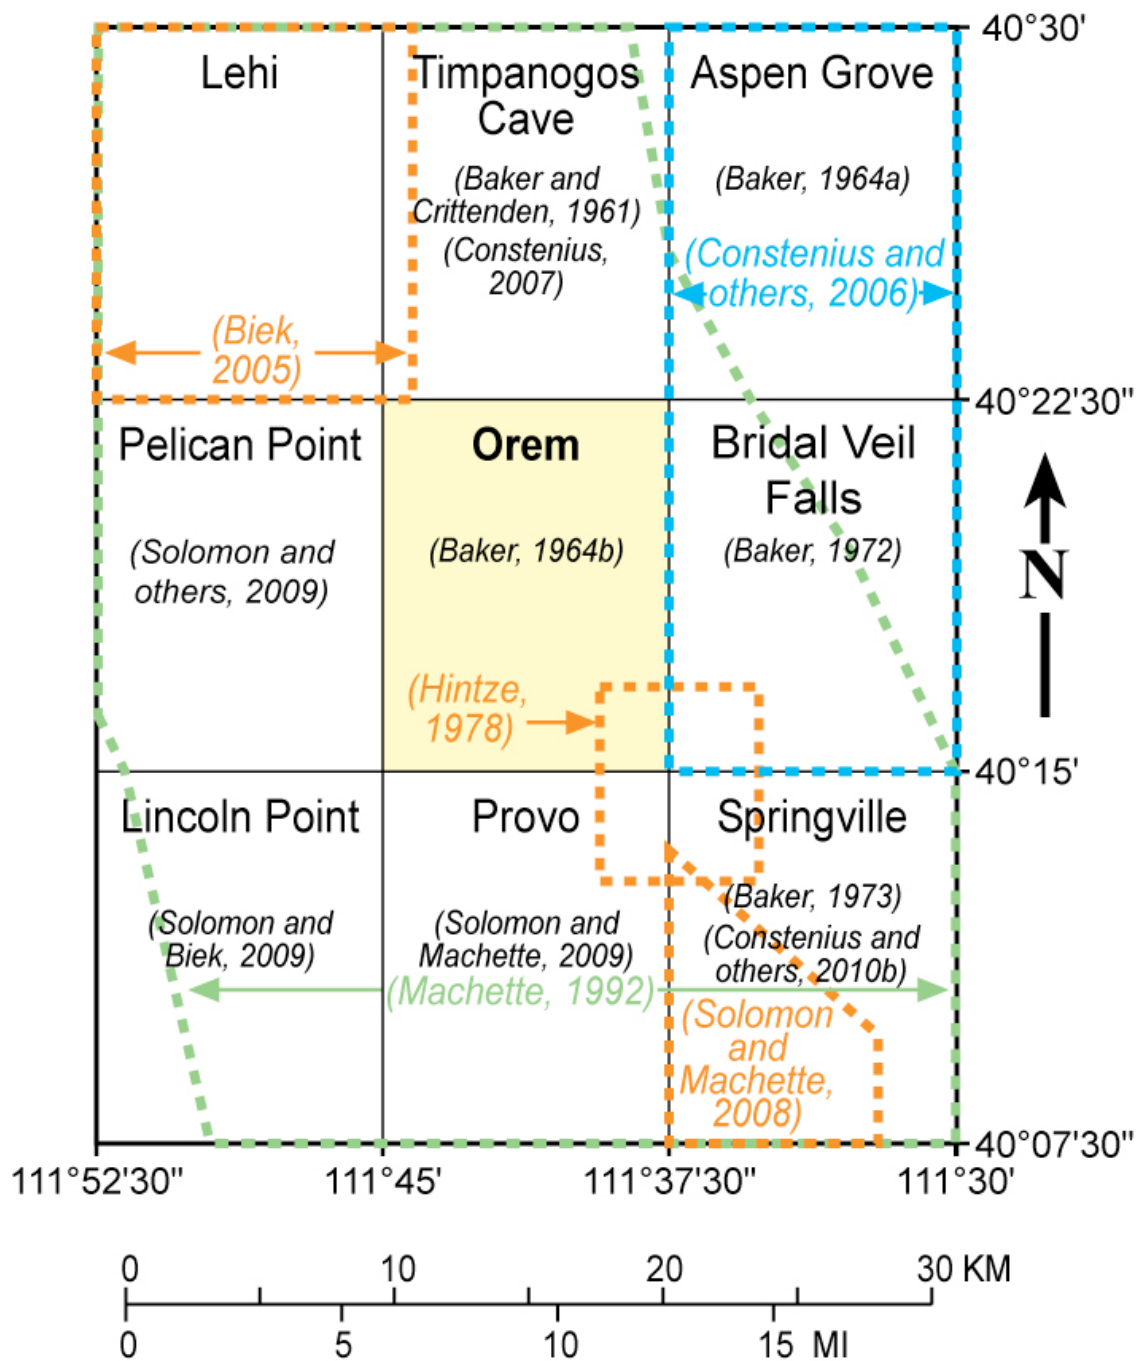 40°30'
Lehi
Timpanogos
Cave
Aspen Grove
(Baker and
Crittenden, 1961)
(Constenius,
2007)
(Baker, 1964a)
(Constenius and
others, 2006)
(Biek,
2005)
40°22'30"
Pelican Point
Orem
Bridal Veil
Falls
(Solomon and
others, 2009)
(Baker, 1964b)
(Baker, 1972)
N
(Hintze,
1978)
40°15'
Lincoln Point
Provo
Springville
(Solomon and
Biek, 2009)
(Solomon and
Machette, 2009)
(Baker, 1973)
(Constenius and
others, 2010b)
(Machette, 1992)
(Solomon
and
Machette,
2008)
40°07'30"
111°52'30"
111°45'
111°37'30"
111°30'
0 10 20 30 KM
0 5 10 15 MI